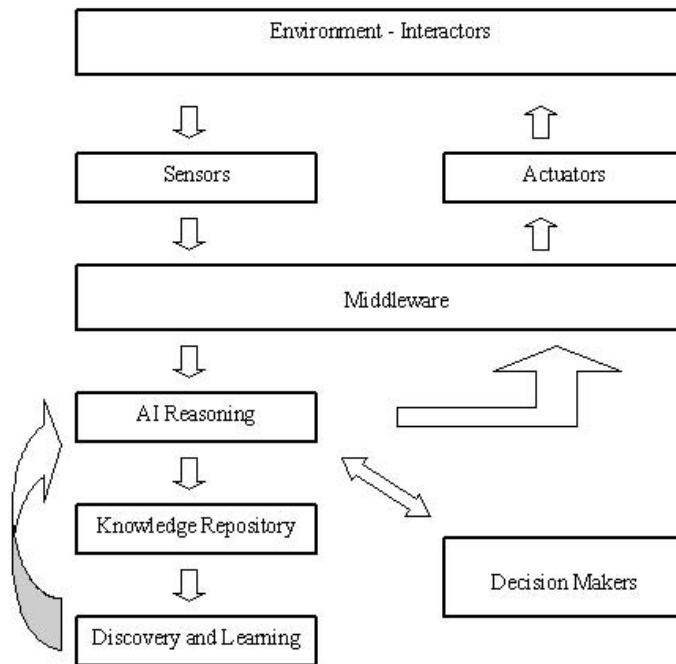 Environment - Interactors
Sensors
Actuators
Middleware
AI Reasoning
Knowledge Repository
Decision Makers
Discovery and Learning